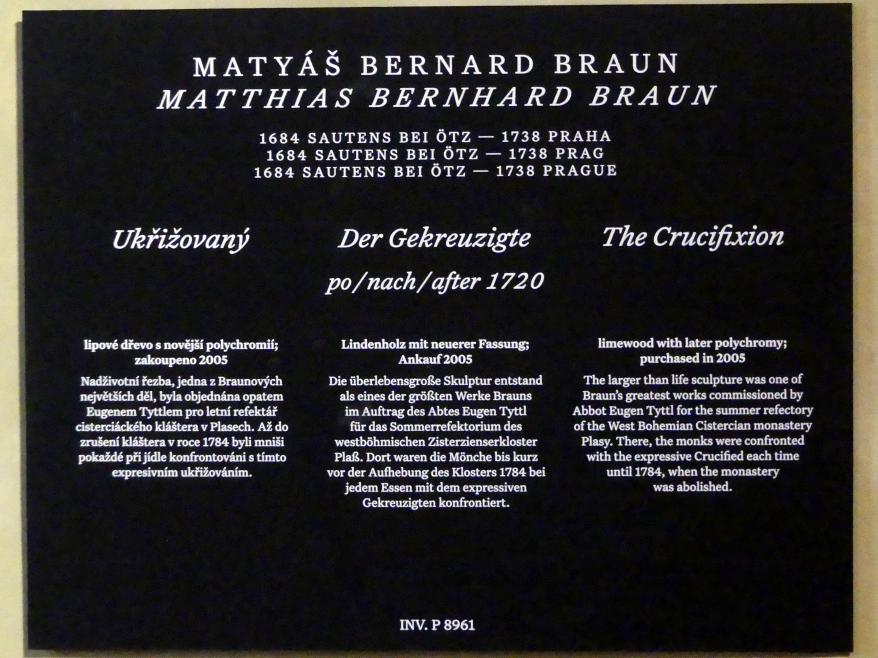 MATYÁŠ BERNARD BRAUN
MATTHIAS BERNHARD BRAUN
1684 SAUTENS BEI ÖTZ — 1738 PRAHA
1684 SAUTENS BEI ÖTZ — 1738 PRAG
1684 SAUTENS BEI ÖTZ — 1738 PRAGUE
Ukřižovaný
Der Gekreuzigte
The Crucifixion
po/nach/after 1720
lipové dřevo s novější polychromií;
zakoupeno 2005
Nadživotní řezba, jedna z Braunových
největších děl, byla objednána opatem
Eugenem Tyttlem pro letní refektář
cisterciáckého kláštera v Plasech. Až do
zrušení kláštera v roce 1784 byli mniši
pokaždé při jídle konfrontováni s tímto
expresivním ukřižováním.
Lindenholz mit neuerer Fassung;
Ankauf 2005
Die überlebensgroße Skulptur entstand
als eines der größten Werke Brauns
im Auftrag des Abtes Eugen Tyttl
für das Sommerrefektorium des
westböhmischen Zisterzienserkloster
Plaß. Dort waren die Mönche bis kurz
vor der Aufhebung des Klosters 1784 bei
jedem Essen mit dem expressiven
Gekreuzigten konfrontiert.
limewood with later polychromy;
purchased in 2005
The larger than life sculpture was one of
Braun's greatest works commissioned by
Abbot Eugen Tyttl for the summer refectory
of the West Bohemian Cistercian monastery
Plasy. There, the monks were confronted
with the expressive Crucified each time
until 1784, when the monastery
was abolished.
INV. P 8961